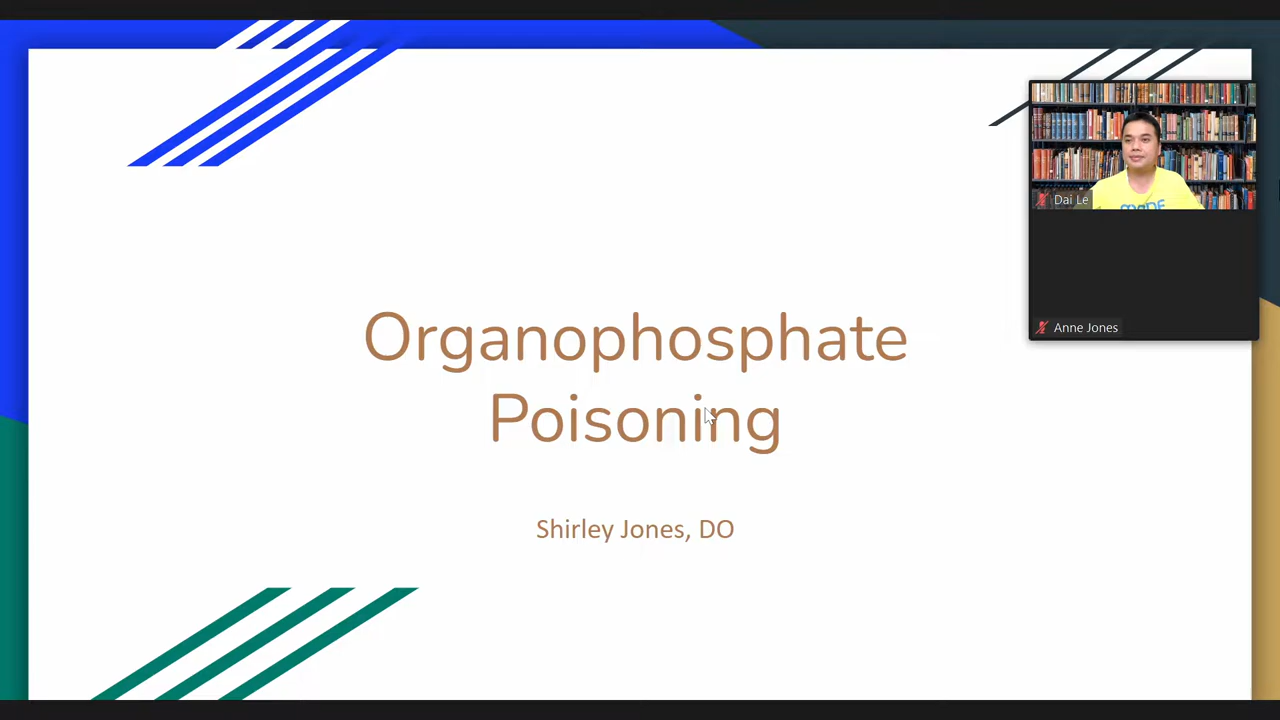 Organophosphate
Poisoning
Shirley Jones, DO
Dai Le
Anne Jones